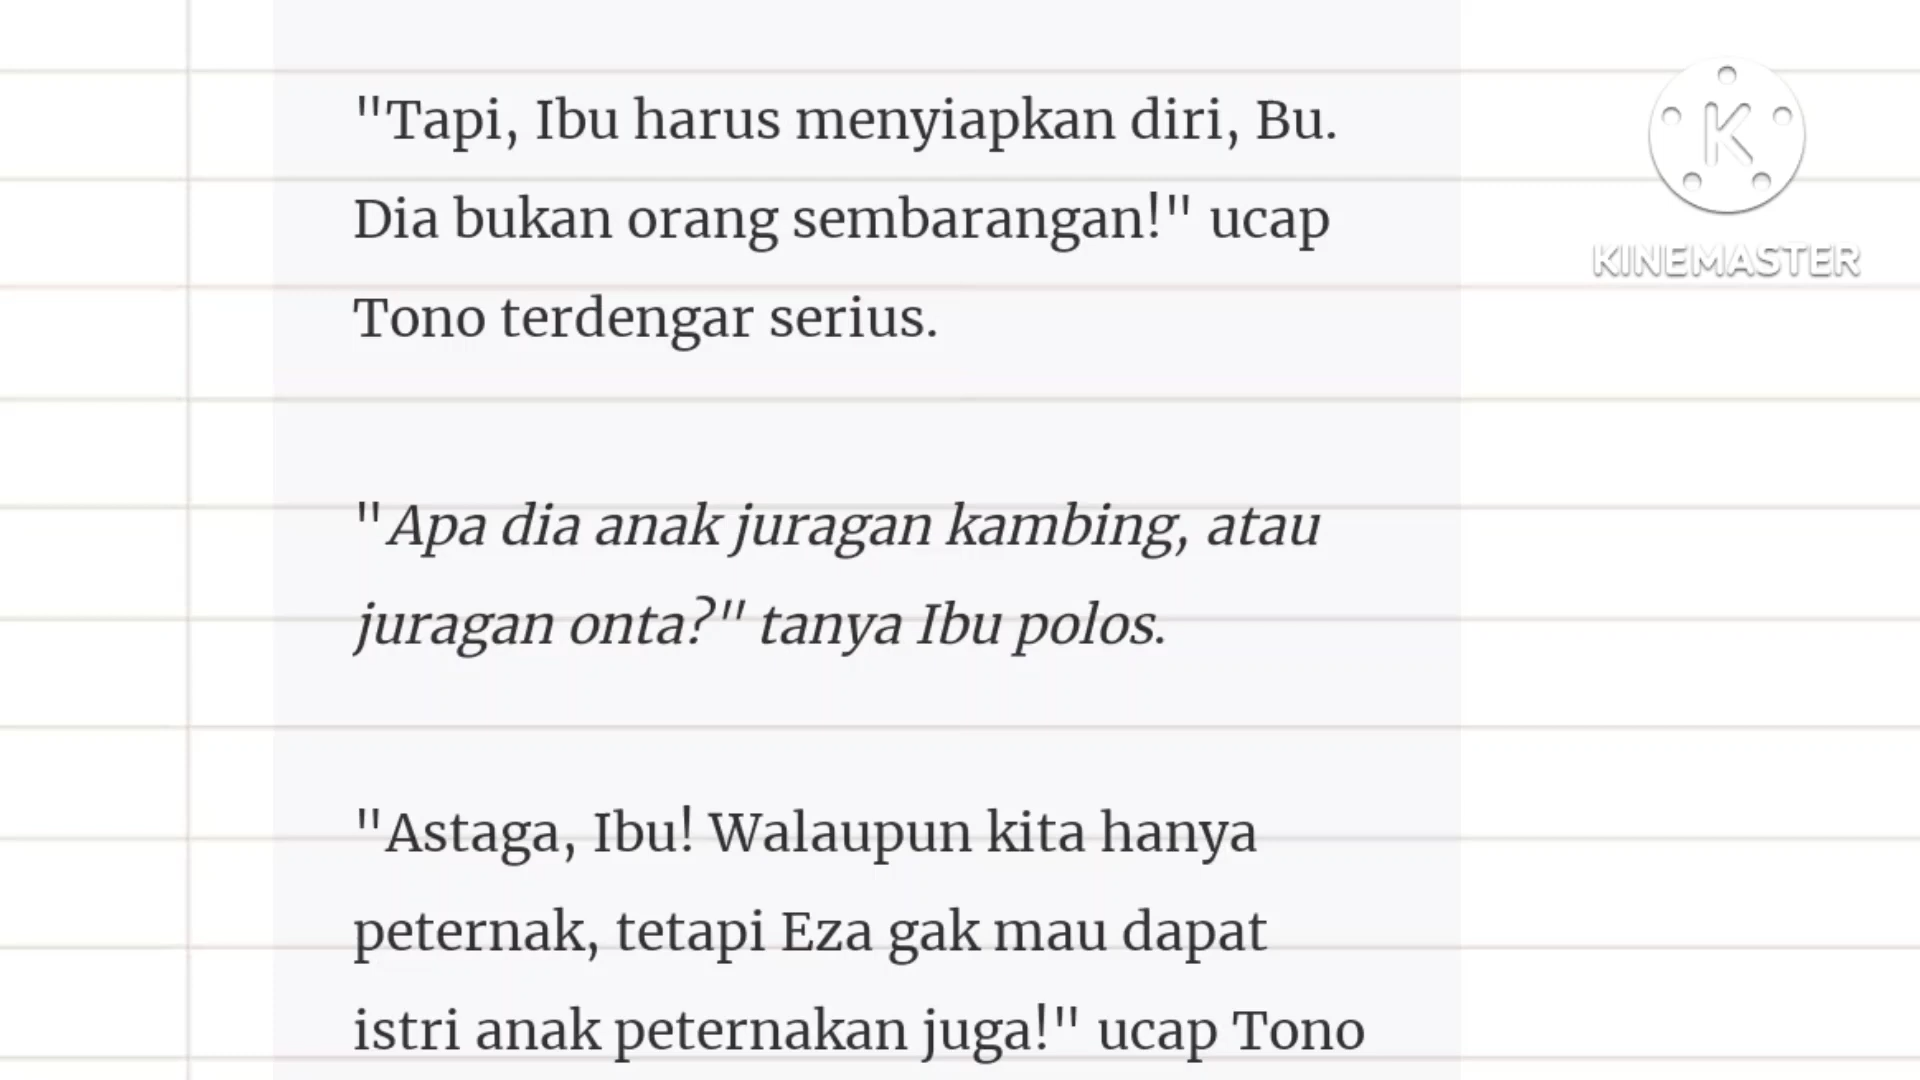 "Tapi, Ibu harus menyiapkan diri, Bu.
Dia bukan orang sembarangan!" ucap
Tono terdengar serius.
"Apa dia anak juragan kambing, atau
juragan onta?" tanya Ibu polos.
"Astaga, Ibu! Walaupun kita hanya
peternak, tetapi Eza gak mau dapat
istri anak peternakan juga!" ucap Tono
K
KINEMASTER